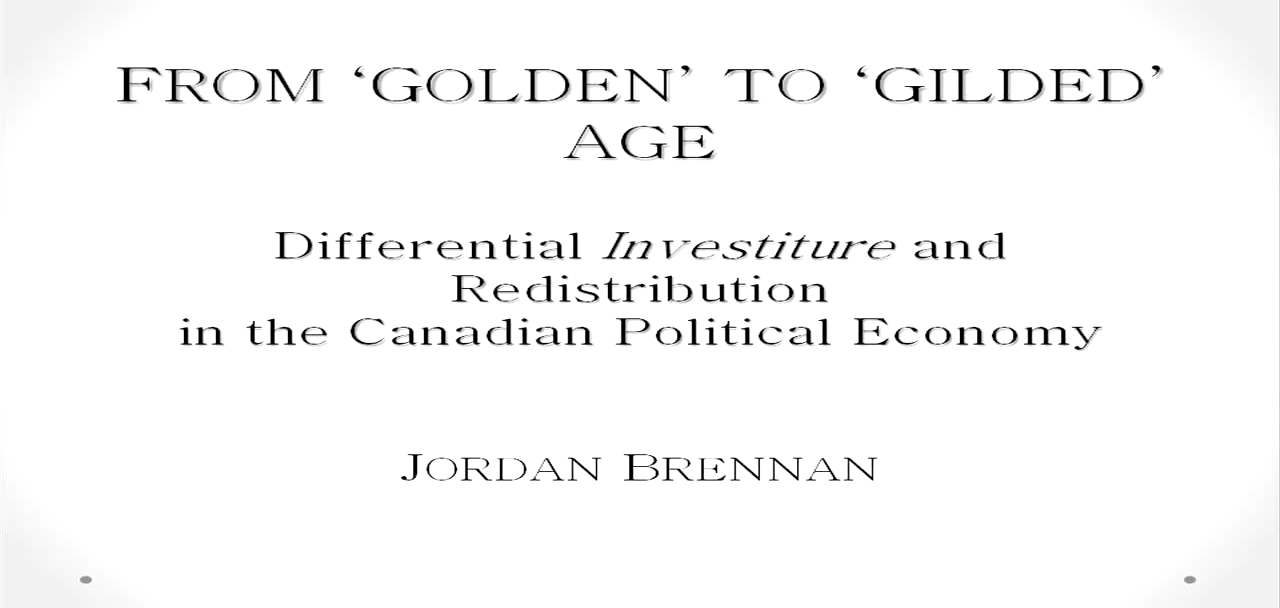 FROM ‘GOLDEN’ TO ‘GILDED’
AGE
Differential Investiture and
Redistribution
in the Canadian Political Economy
JORDAN BRENNAN